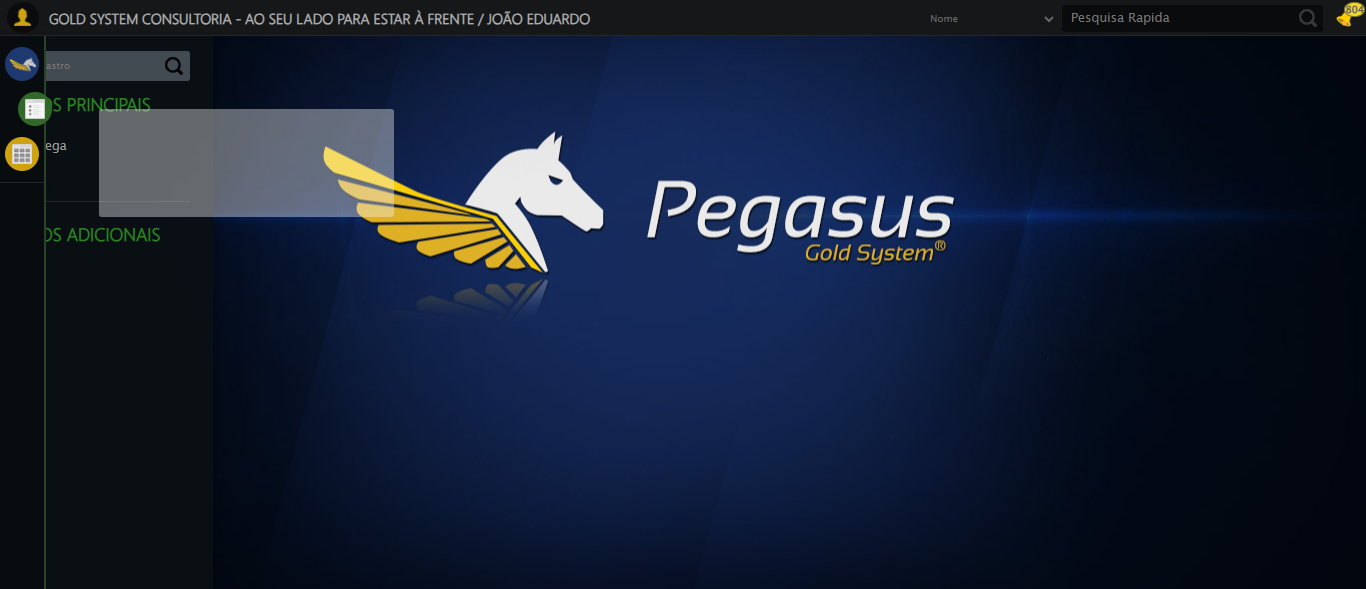 GOLD SYSTEM CONSULTORIA - AO SEU LADO PARA ESTAR À FRENTE / JOÃO EDUARDO
Nome
Pesquisa Rapida
804
astro
S PRINCIPAIS
ega
OS ADICIONAIS
Pegasus
Gold System®